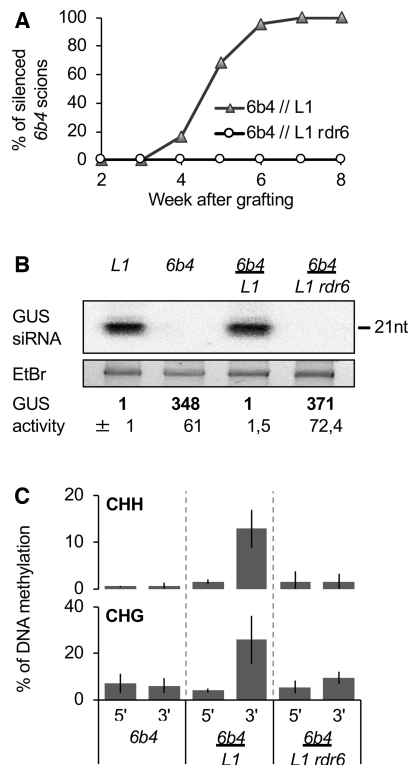 A
% of silenced
6b4 scions
100
80
60
40
20
0
6b4 // L1
6b4 // L1 rdr6
2 4 6 8
Week after grafting
B
L1 6b4 6b4 6b4
L1 L1 rdr6
GUS
siRNA
21nt
EtBr
GUS 1 348 1 371
activity ± 1 61 1,5 72,4
C
% of DNA methylation
20
CHH
10
0
40
CHG
20
0
5' 3' 5' 3' 5' 3'
6b4 6b4 6b4
L1 L1 rdr6